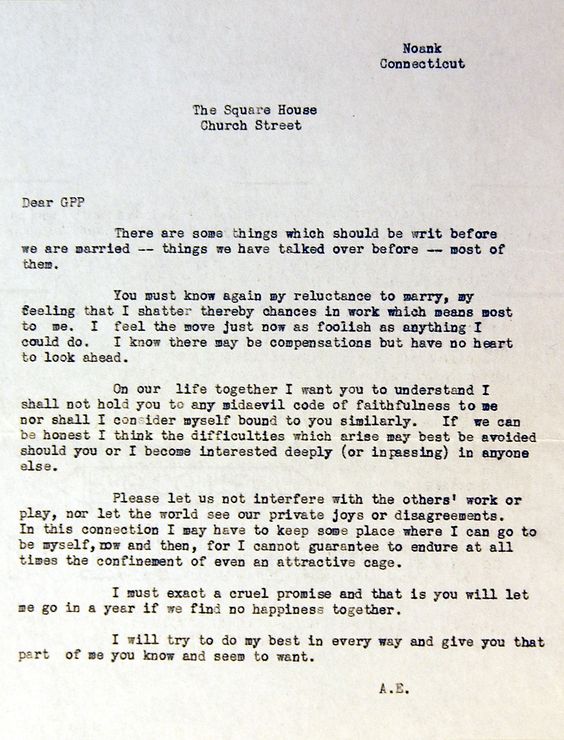 Noank
Connecticut
The Square House
Church Street
Dear GPP
There are some things which should be writ before
we are married -- things we have talked over before -- most of
them.
You must know again my reluctance to marry, my
feeling that I shatter thereby chances in work which means most
to me. I feel the move just now as foolish as anything I
could do. I know there may be compensations but have no heart
to look ahead.
On our life together I want you to understand I
shall not hold you to any midaevil code of faithfulness to me
nor shall I consider myself bound to you similarly. If we can
be honest I think the difficulties which arise may best be avoided
should you or I become interested deeply (or inpassing) in anyone
else.
Please let us not interfere with the others' work or
play, nor let the world see our private joys or disagreements.
In this connection I may have to keep some place where I can go to
be myself, now and then, for I cannot guarantee to endure at all
times the confinement of even an attractive cage.
I must exact a cruel promise and that is you will let
me go in a year if we find no happiness together.
I will try to do my best in every way and give you that
part of me you know and seem to want.
A.E.